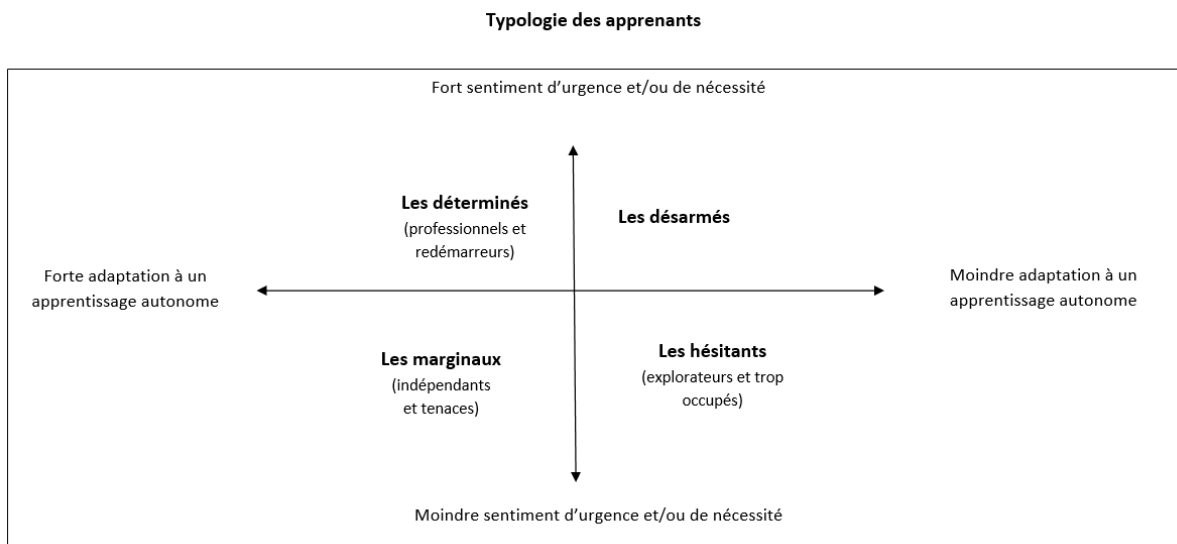 Typologie des apprenants
Fort sentiment d’urgence et/ou de nécessité
Les déterminés
(professionnels et
redémarreurs)
Les désarmés
Forte adaptation à un
apprentissage autonome
Moindre adaptation à un
apprentissage autonome
Les marginaux
(indépendants
et tenaces)
Les hésitants
(explorateurs et trop
occupés)
Moindre sentiment d’urgence et/ou de nécessité